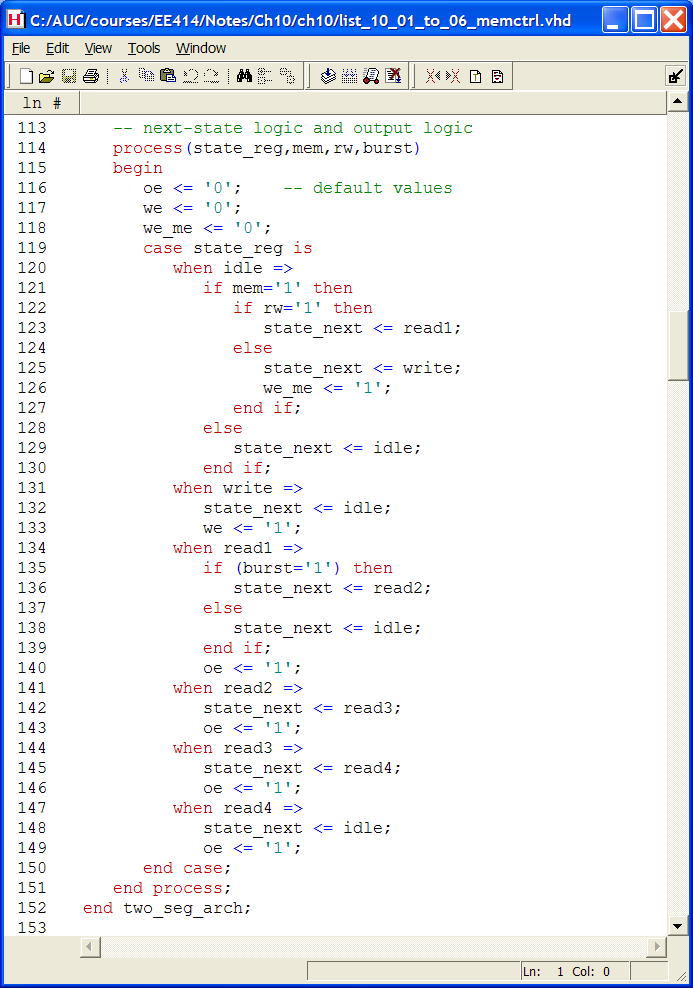 C:/AUC/courses/EE414/Notes/Ch10/ch10/list_10_01_to_06_memctrl.vhd
File Edit View Tools Window
ln #
113 -- next-state logic and output logic
114 process(state_reg,mem,rw,burst)
115 begin
116 oe <= '0'; -- default values
117 we <= '0';
118 we_me <= '0';
119 case state_reg is
120 when idle =>
121 if mem='1' then
122 if rw='1' then
123 state_next <= read1;
124 else
125 state_next <= write;
126 we_me <= '1';
127 end if;
128 else
129 state_next <= idle;
130 end if;
131 when write =>
132 state_next <= idle;
133 we <= '1';
134 when read1 =>
135 if (burst='1') then
136 state_next <= read2;
137 else
138 state_next <= idle;
139 end if;
140 oe <= '1';
141 when read2 =>
142 state_next <= read3;
143 oe <= '1';
144 when read3 =>
145 state_next <= read4;
146 oe <= '1';
147 when read4 =>
148 state_next <= idle;
149 oe <= '1';
150 end case;
151 end process;
152 end two_seg_arch;
153
Ln: 1 Col: 0